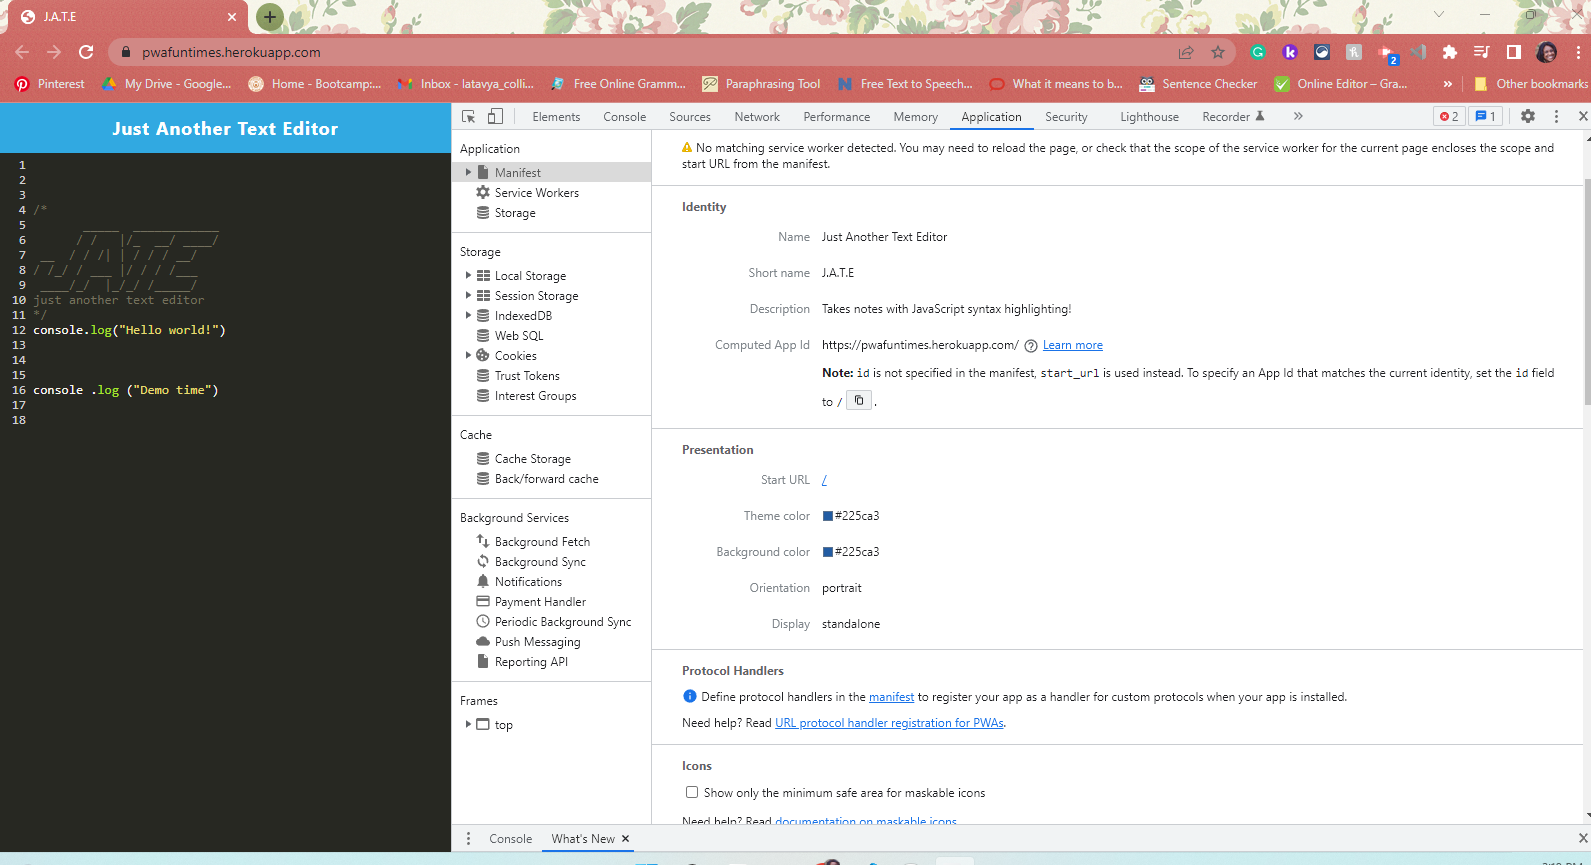 J.A.T.E
pwafuntimes.herokuapp.com
2
Pinterest
My Drive - Google...
Home - Bootcamp:...
Inbox - latavya_colli...
Free Online Gramm...
Paraphrasing Tool
Free Text to Speech...
What it means to b...
Sentence Checker
Online Editor – Gra...
»
Other bookmarks
Just Another Text Editor
1
2
3
4 /*
5 _____ ____________
6 / / |/_ __/ ____/
7 __ / / /| | / / / __/
8 / /_/ / ___ |/ / / /___
9 ____/_/ |_/_/ /_____/
10 just another text editor
11 */
12 console.log("Hello world!")
13
14
15
16 console .log ("Demo time")
17
18
Elements
Console
Sources
Network
Performance
Memory
Application
Security
Lighthouse
Recorder
»
2
1
Application
Manifest
Service Workers
Storage
Storage
Local Storage
Session Storage
IndexedDB
Web SQL
Cookies
Trust Tokens
Interest Groups
Cache
Cache Storage
Back/forward cache
Background Services
Background Fetch
Background Sync
Notifications
Payment Handler
Periodic Background Sync
Push Messaging
Reporting API
Frames
top
No matching service worker detected. You may need to reload the page, or check that the scope of the service worker for the current page encloses the scope and
start URL from the manifest.
Identity
Name Just Another Text Editor
Short name J.A.T.E
Description Takes notes with JavaScript syntax highlighting!
Computed App Id https://pwafuntimes.herokuapp.com/ Learn more
Note: id is not specified in the manifest, start_url is used instead. To specify an App Id that matches the current identity, set the id field
to / .
Presentation
Start URL /
Theme color #225ca3
Background color #225ca3
Orientation portrait
Display standalone
Protocol Handlers
Define protocol handlers in the manifest to register your app as a handler for custom protocols when your app is installed.
Need help? Read URL protocol handler registration for PWAs.
Icons
Show only the minimum safe area for maskable icons
Need help? Read documentation on maskable icons
Console
What's New